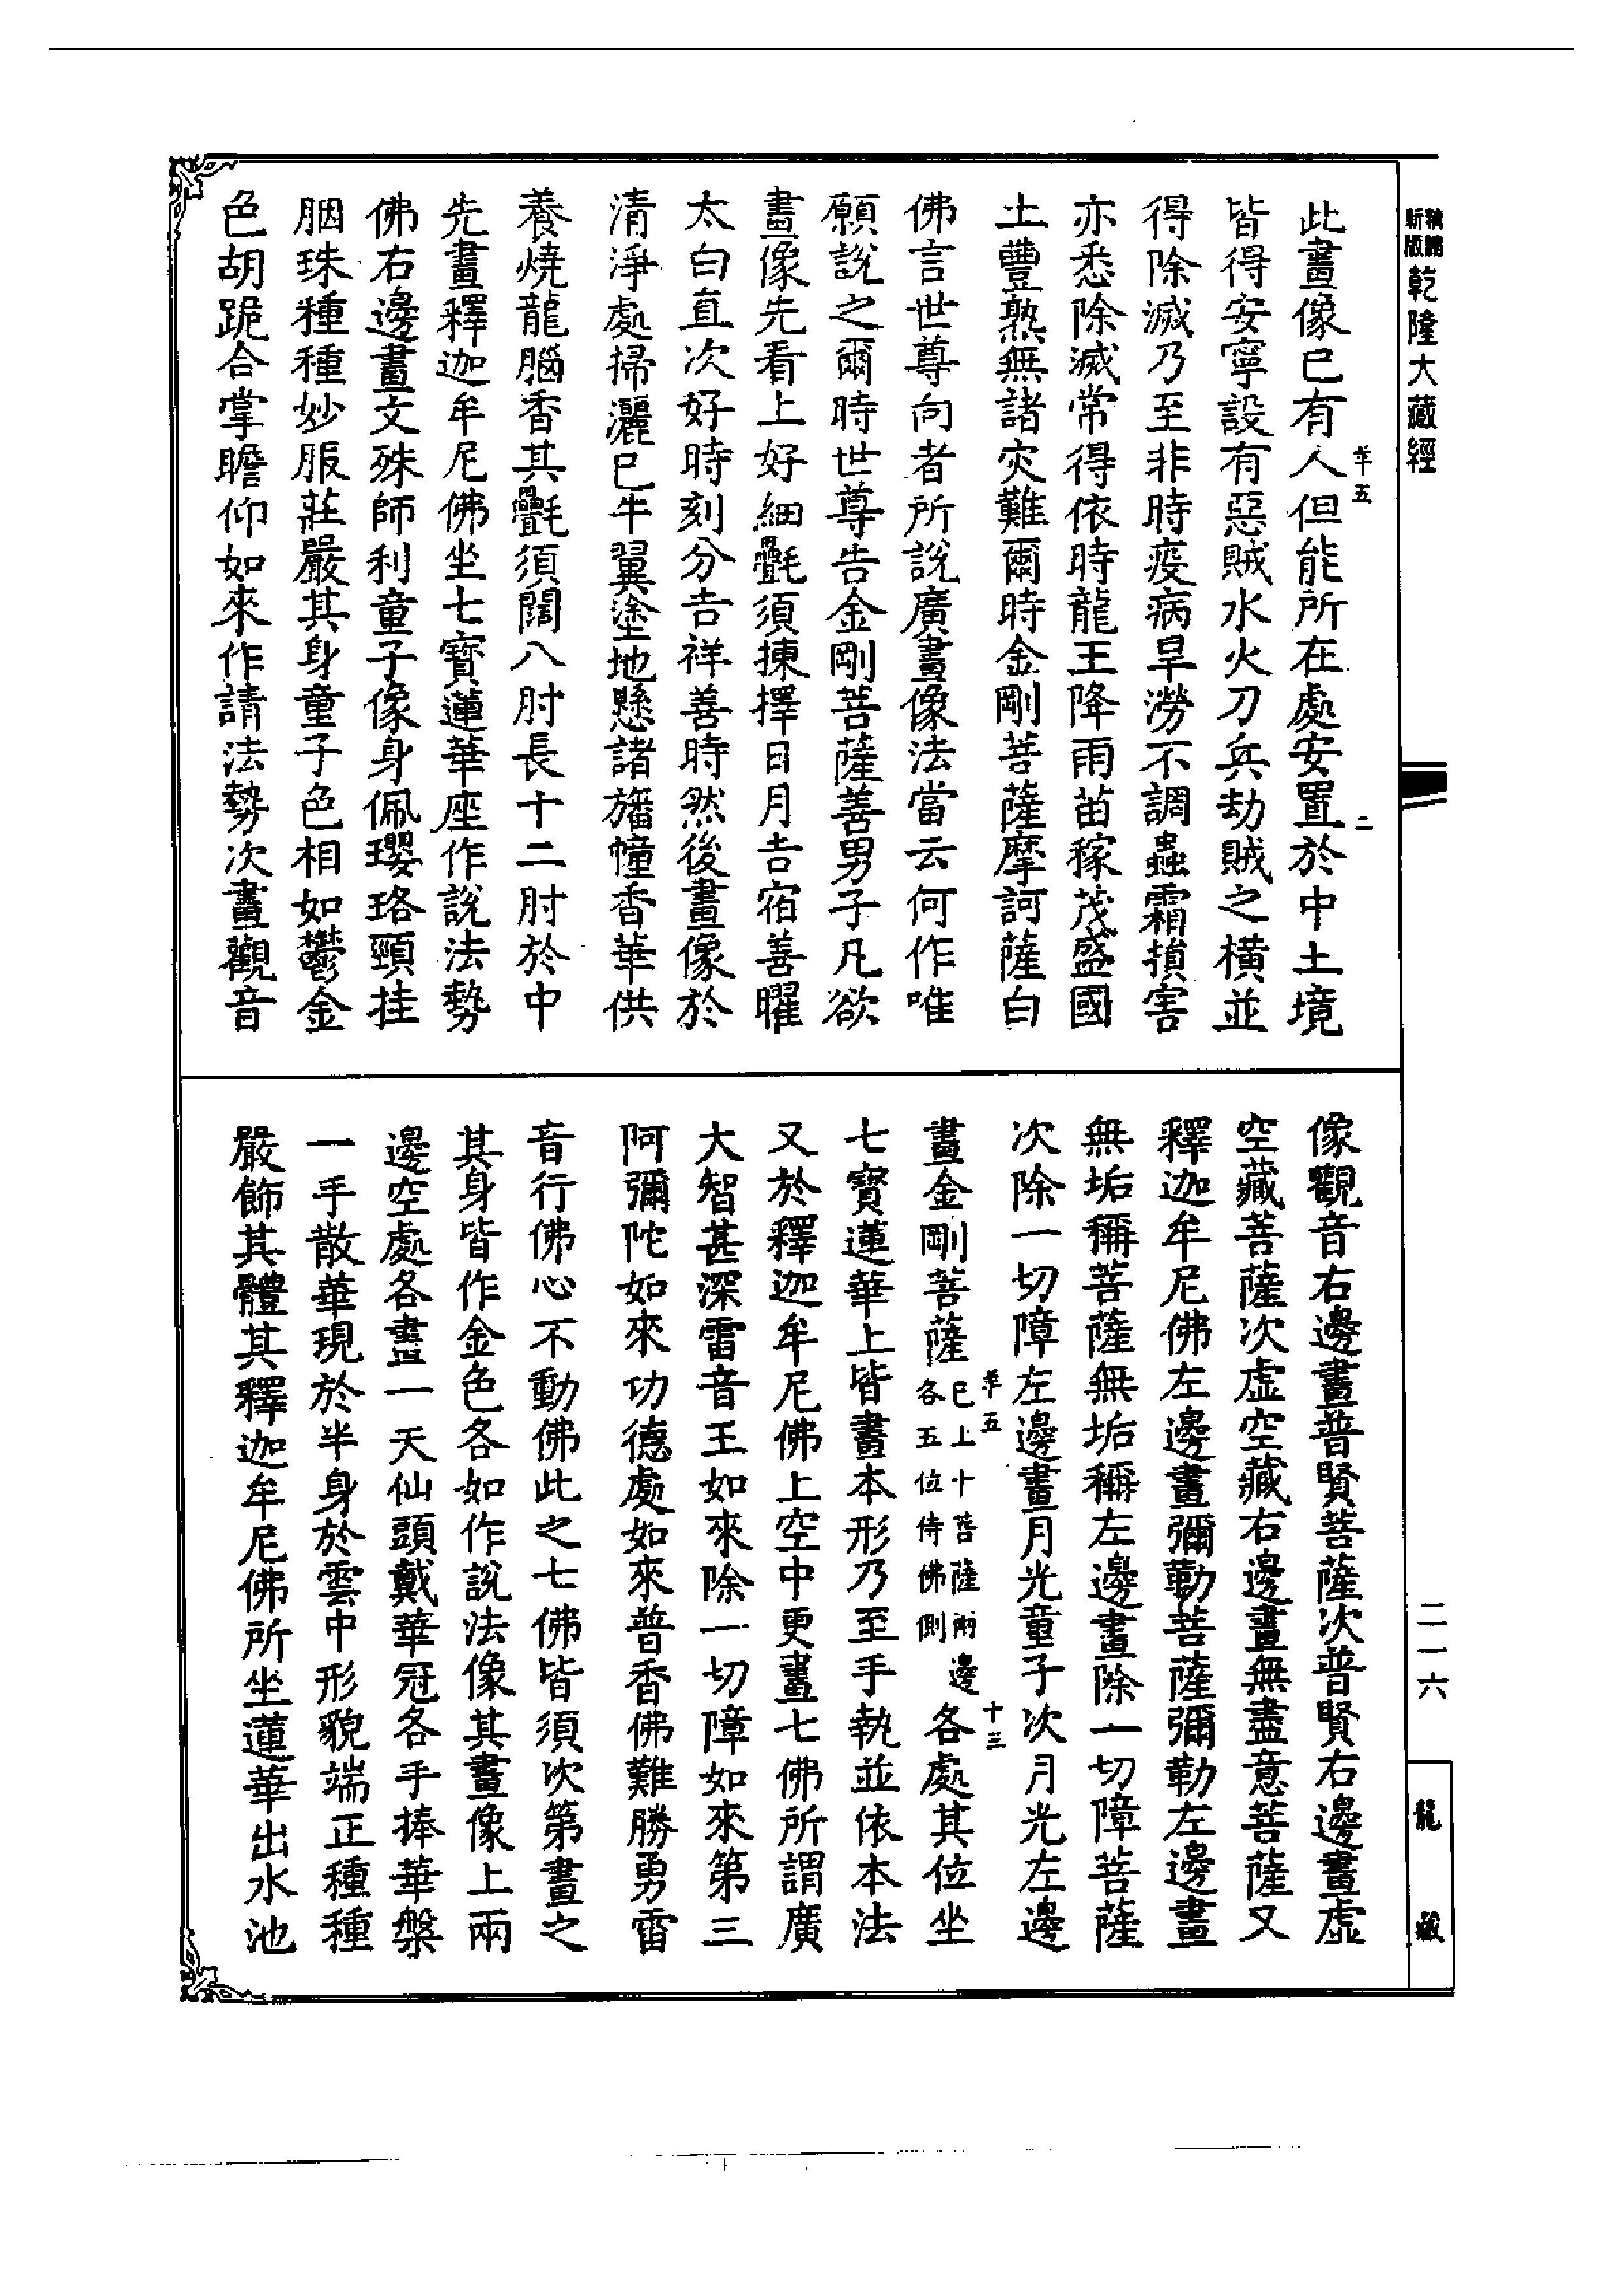 新版
乾隆大藏經
此畫像已有人但能所在處安置於中土境
皆得安寧設有惡賊水火刀兵劫賊之橫並
得除滅乃至非時疫病旱澇不調蟲霜損害
亦悉除滅常得依時龍王降雨苗稼茂盛國
土豐熟無諸灾難爾時金剛菩薩摩訶薩白
佛言世尊向者所說廣畫像法當云何作唯
願說之爾時世尊告金剛菩薩善男子凡欲
畫像先看上好細㲲須揀擇日月吉宿善曜
太白直次好時刻分吉祥善時然後畫像於
清淨處掃灑已牛糞塗地懸諸旛幢香華供
養燒龍腦香其㲲須闊八肘長十二肘於中
先畫釋迦牟尼佛坐七寶蓮華座作說法勢
佛右邊畫文殊師利童子像身佩瓔珞頸挂
胭珠種種妙服莊嚴其身童子色相如鬱金
色胡跪合掌瞻仰如來作請法勢次畫觀音
五
二
像觀音右邊畫普賢菩薩次普賢右邊畫虛
空藏菩薩次虛空藏右邊畫無盡意菩薩又
釋迦牟尼佛左邊畫彌勒菩薩彌勒左邊畫
無垢稱菩薩無垢稱左邊畫除一切障菩薩
次除一切障左邊畫月光童子次月光左邊
畫金剛菩薩已上十菩薩兩邊各五位侍佛側各處其位坐
七寶蓮華上皆畫本形乃至手執並依本法
又於釋迦牟尼佛上空中更畫七佛所謂廣
大智甚深雷音王如來除一切障如來第三
阿彌陀如來功德處如來普香佛難勝勇雷
音行佛心不動佛此之七佛皆須次第畫之
其身皆作金色各如作說法像其畫像上兩
邊空處各畫一天仙頭戴華冠各手捧華槃
一手散華現於半身於雲中形貌端正種種
嚴飾其體其釋迦牟尼佛所坐蓮華出水池
五
十三
二一六
龍藏